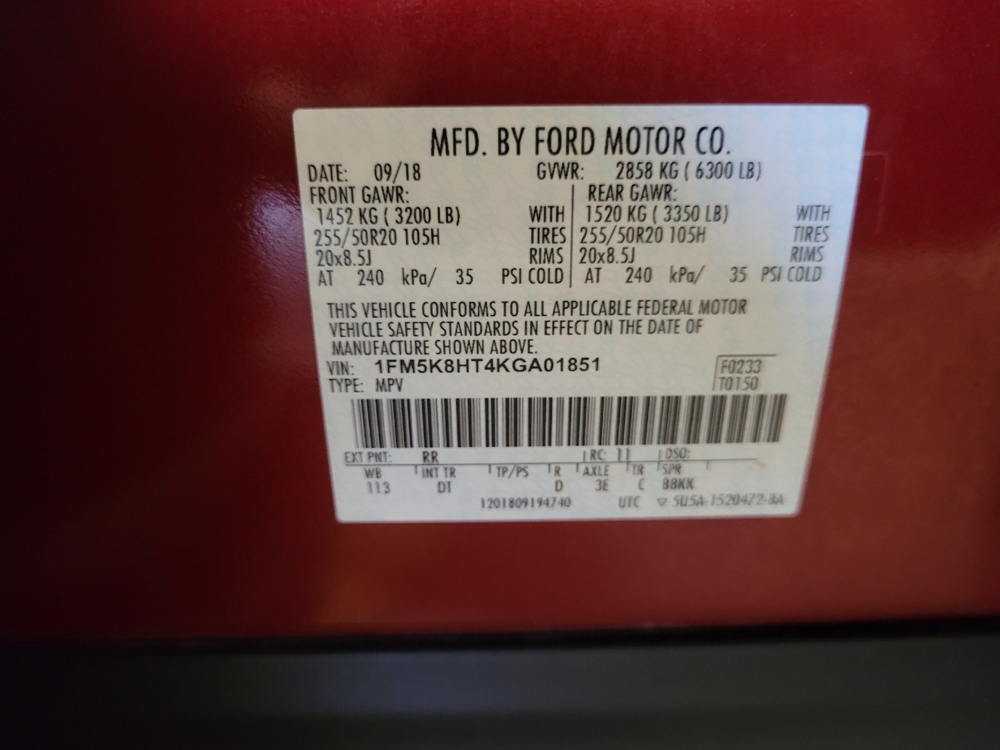 MFD. BY FORD MOTOR CO.
DATE: 09/18 GVWR: 2858 KG ( 6300 LB)
FRONT GAWR: REAR GAWR:
1452 KG ( 3200 LB) WITH 1520 KG ( 3350 LB) WITH
255/50R20 105H TIRES 255/50R20 105H TIRES
20x8.5J RIMS 20x8.5J RIMS
AT 240 kPa/ 35 PSI COLD AT 240 kPa/ 35 PSI COLD
THIS VEHICLE CONFORMS TO ALL APPLICABLE FEDERAL MOTOR
VEHICLE SAFETY STANDARDS IN EFFECT ON THE DATE OF
MANUFACTURE SHOWN ABOVE.
VIN: 1FM5K8HT4KGA01851 F0233
TYPE: MPV T0150
EXT PNT: RR RC: 11 DSO:
WB INT TR TP/PS R AXLE TR SPR
113 DT D 3E C BBKK
1201809194740 UTC ▽ 5U5A-1520472-BA